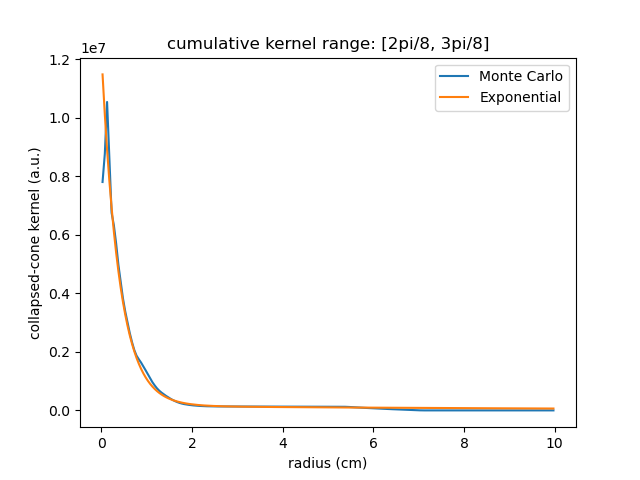 cumulative kernel range: [2pi/8, 3pi/8]
1e7
Monte Carlo
Exponential
1.2
1.0
0.8
0.6
0.4
0.2
0.0
collapsed-cone kernel (a.u.)
0 2 4 6 8 10
radius (cm)